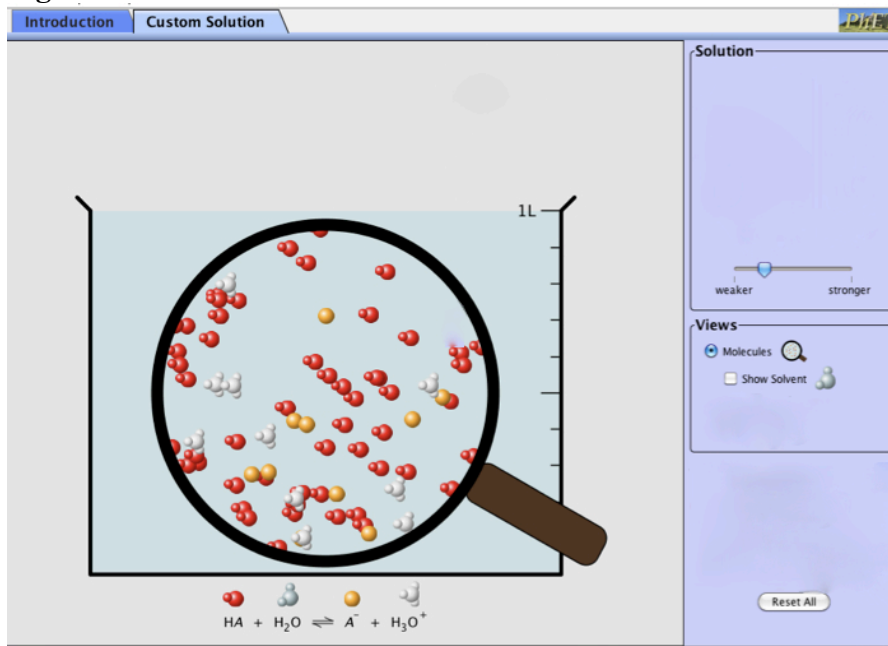 Introduction
Custom Solution
PhET
Solution
1L
weaker
stronger
Views
Molecules
Show Solvent
HA + H₂O ⇌ A⁻ + H₃O⁺
Reset All